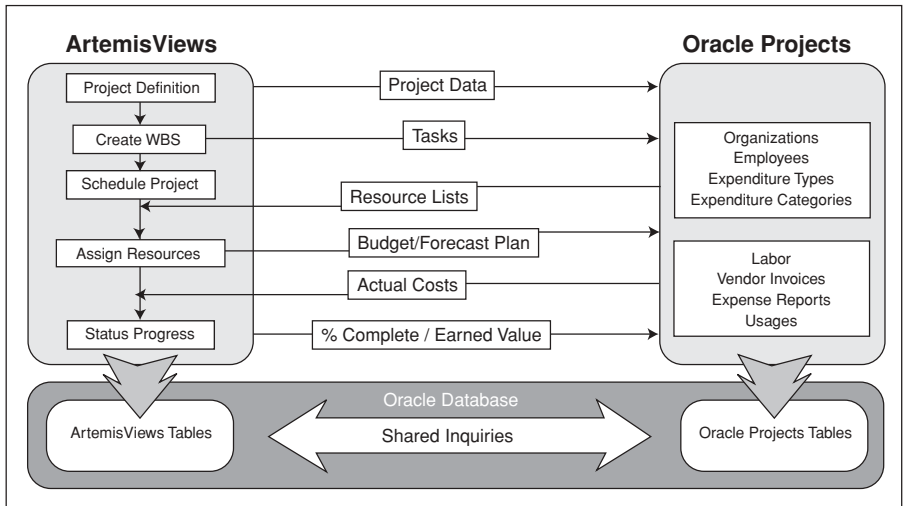 ArtemisViews
Oracle Projects
Project Definition
Project Data
Create WBS
Tasks
Organizations
Employees
Expenditure Types
Expenditure Categories
Schedule Project
Resource Lists
Assign Resources
Budget/Forecast Plan
Labor
Vendor Invoices
Expense Reports
Usages
Actual Costs
Status Progress
% Complete / Earned Value
Oracle Database
ArtemisViews Tables
Shared Inquiries
Oracle Projects Tables